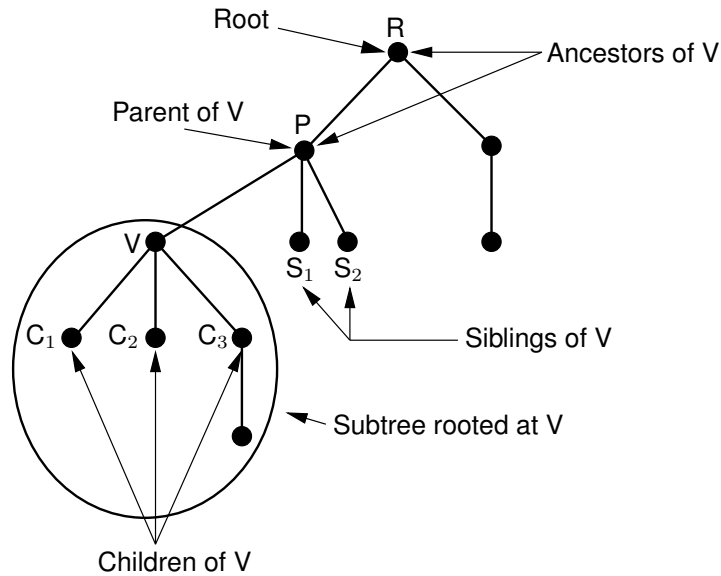 Root
R
Ancestors of V
Parent of V
P
V
S₁
S₂
C₁
C₂
C₃
Siblings of V
Subtree rooted at V
Children of V